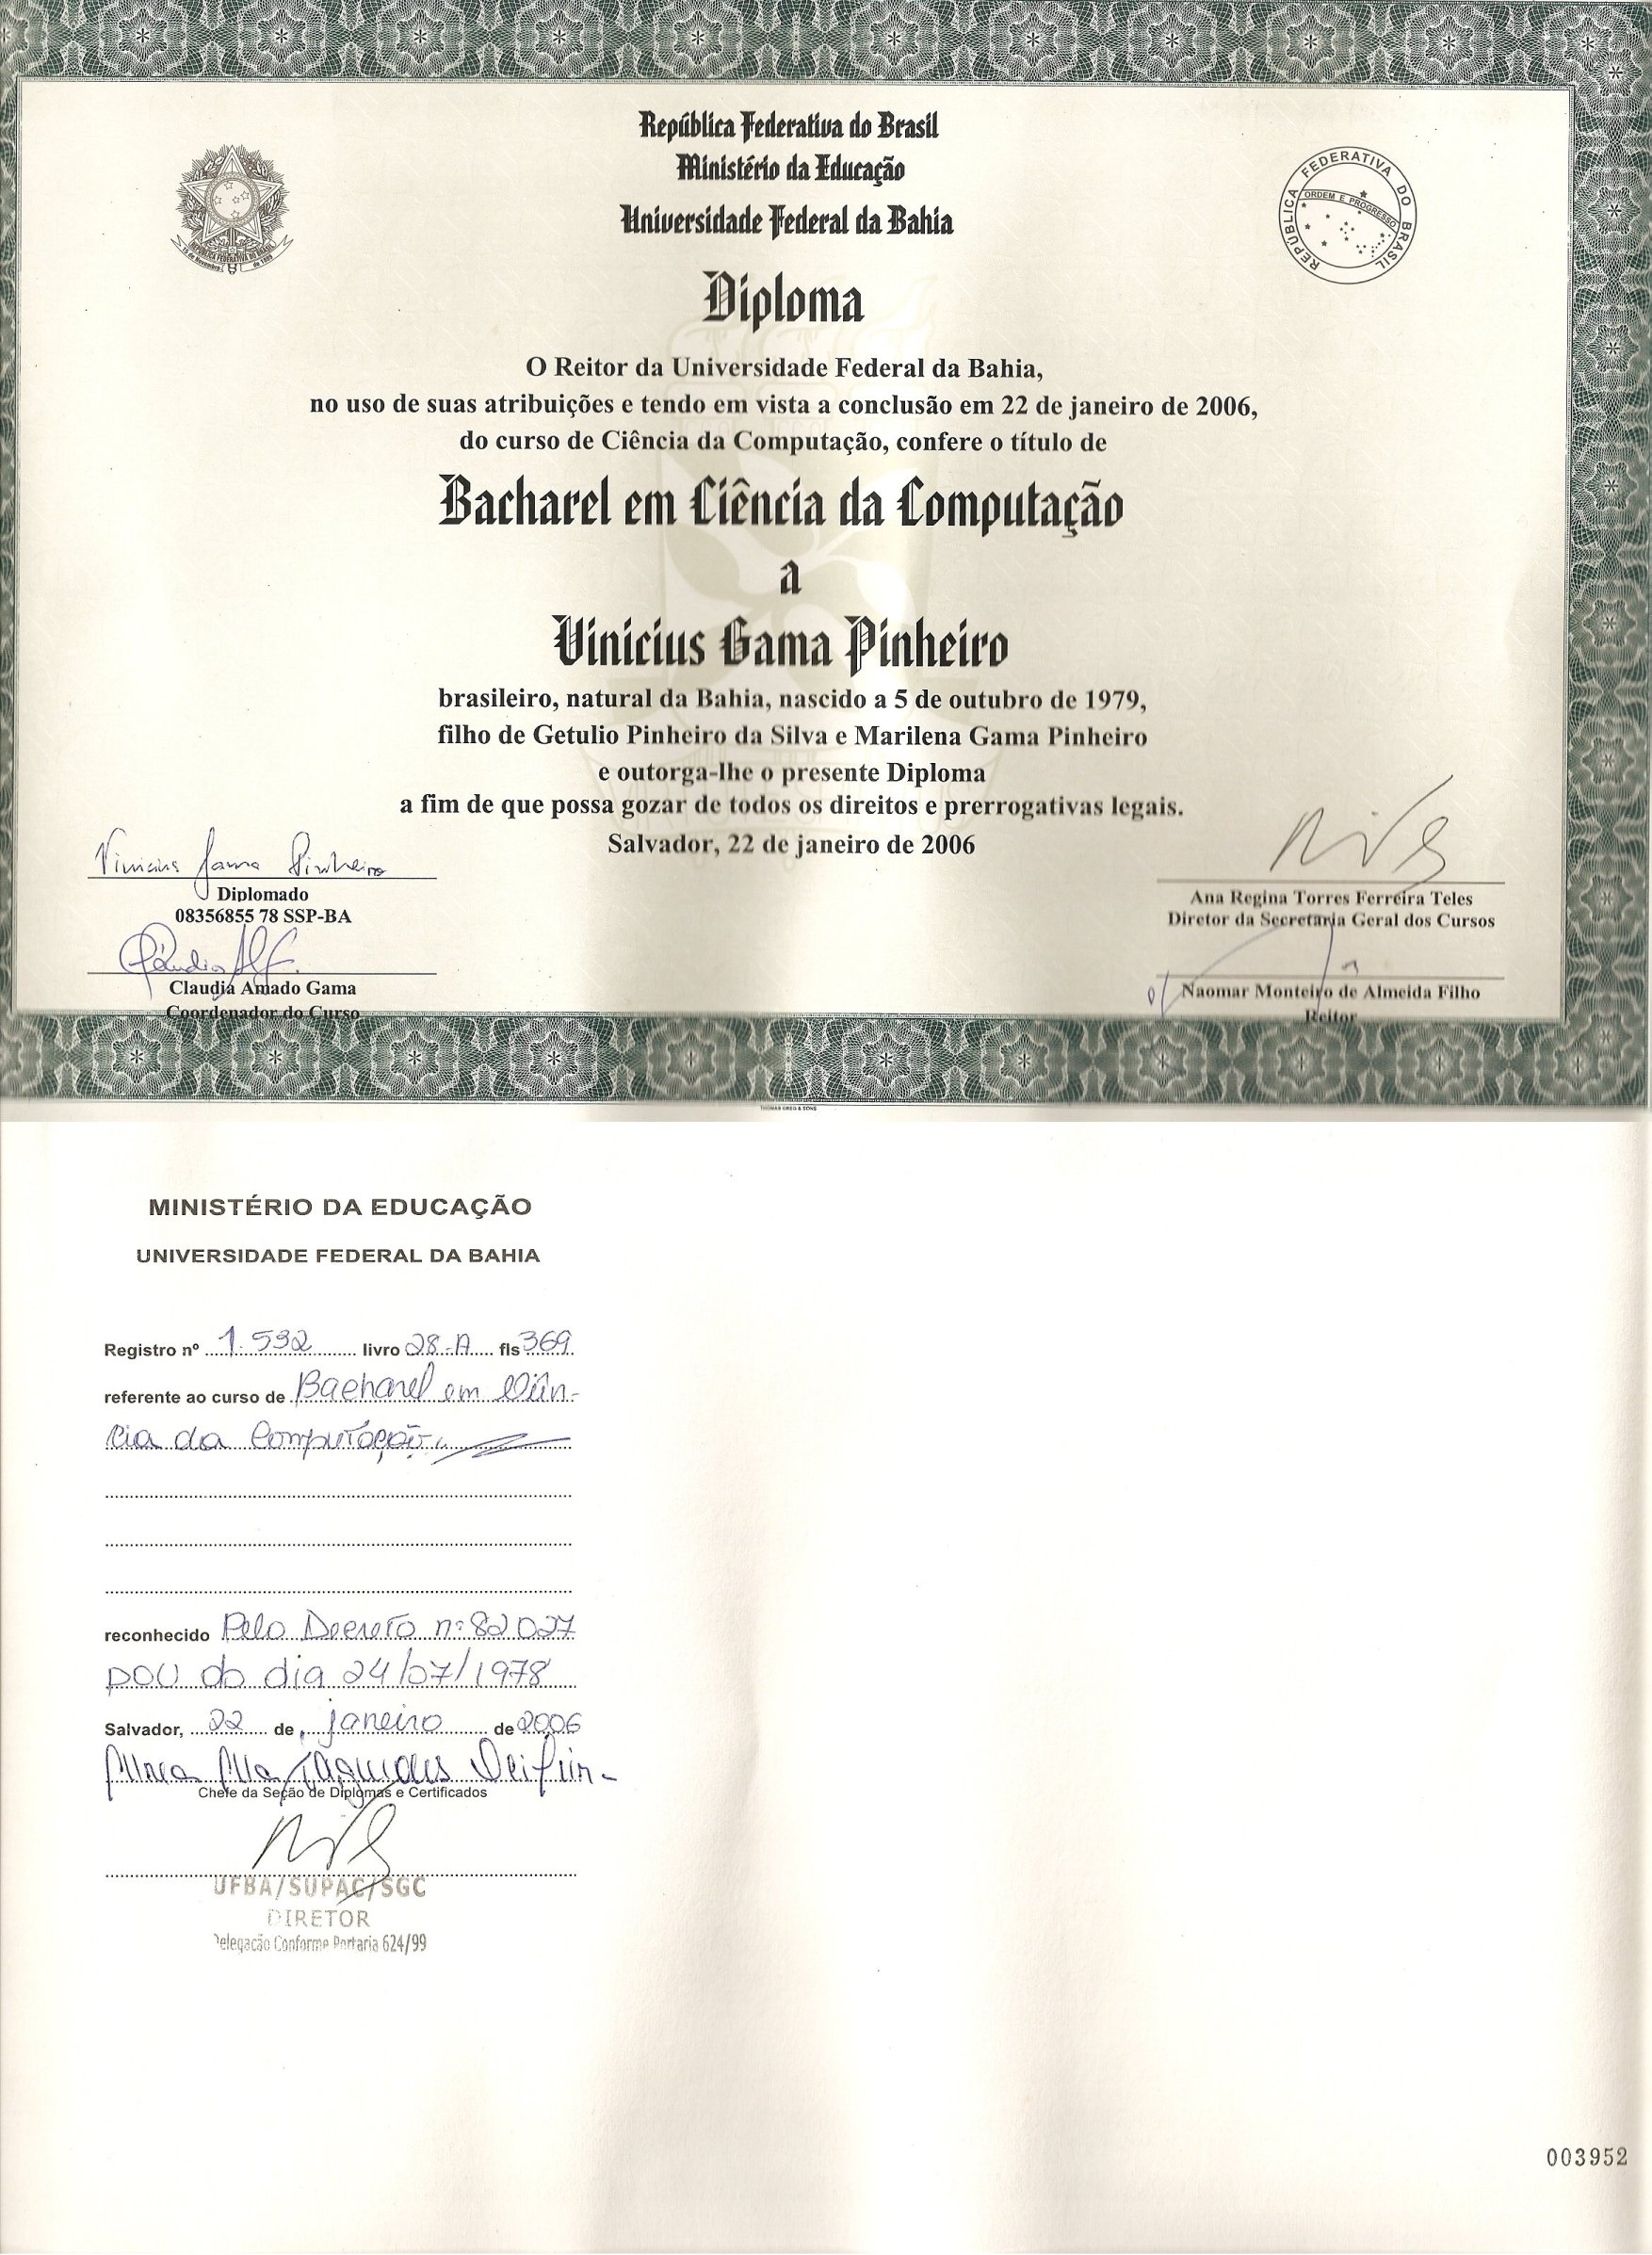 República Federativa do Brasil
Ministério da Educação
Universidade Federal da Bahia
REPÚBLICA FEDERATIVA DO BRASIL
ORDEM E PROGRESSO
Diploma
O Reitor da Universidade Federal da Bahia,
no uso de suas atribuições e tendo em vista a conclusão em 22 de janeiro de 2006,
do curso de Ciência da Computação, confere o título de
Bacharel em Ciência da Computação
a
Vinicius Gama Pinheiro
brasileiro, natural da Bahia, nascido a 5 de outubro de 1979,
filho de Getulio Pinheiro da Silva e Marilena Gama Pinheiro
e outorga-lhe o presente Diploma
a fim de que possa gozar de todos os direitos e prerrogativas legais.
Salvador, 22 de janeiro de 2006
Vinicius Gama Pinheiro
Diplomado
08356855 78 SSP-BA
Claudia Amado Gama
Coordenador do Curso
Ana Regina Torres Ferreira Teles
Diretor da Secretaria Geral dos Cursos
p/ Naomar Monteiro de Almeida Filho
Reitor
THOMAS GREG & SONS
MINISTÉRIO DA EDUCAÇÃO
UNIVERSIDADE FEDERAL DA BAHIA
Registro nº 1.532 livro 28-A fls 369
referente ao curso de Bacharel em Ciên-
cia da Computação
reconhecido Pelo Decreto nº 82027
DOU do dia 24/07/1978
Salvador, 22 de janeiro de 2006
Chefe da Seção de Diplomas e Certificados
UFBA/SUPAC/SGC
DIRETOR
Delegação Conforme Portaria 624/99
003952